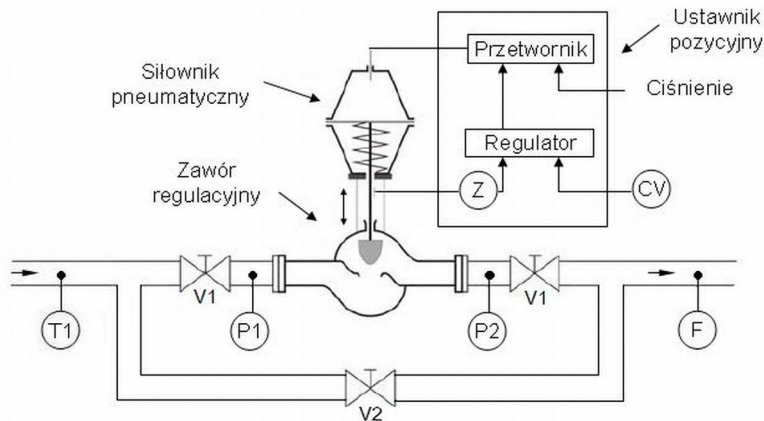 Ustawnik
pozycyjny
Przetwornik
Siłownik
pneumatyczny
Ciśnienie
Regulator
Zawór
regulacyjny
Z
CV
V1
V1
T1
P1
P2
F
V2